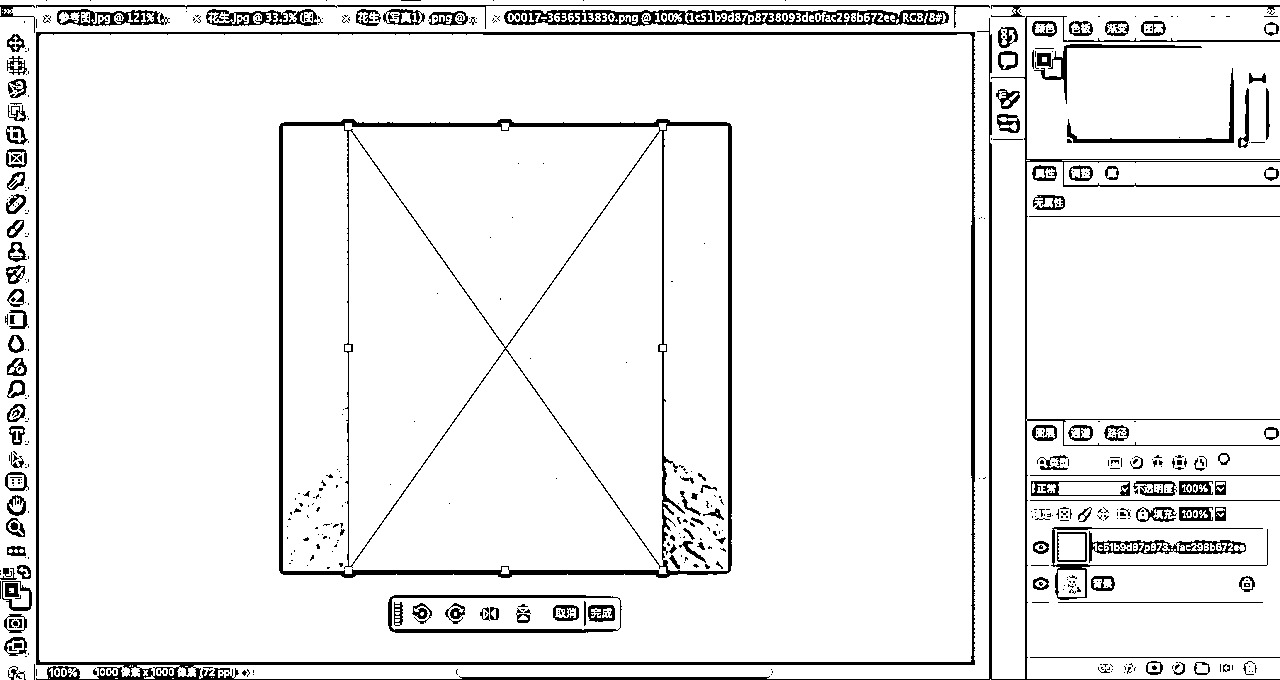 参考图.jpg @ 121% (
花生.jpg @ 33.3% (图
花生 (写真1) .png @
00017-3636513830.png @ 100% (1c51b9d87p8738093de0fac298b672ee, RGB/8#)
颜色 色板 渐变 图案
属性 调整 库
无属性
图层 通道 路径
正常 不透明度: 100%
锁定: 填充: 100%
背景
取消 完成
100% 1000 像素 x 1000 像素 (72 ppi)